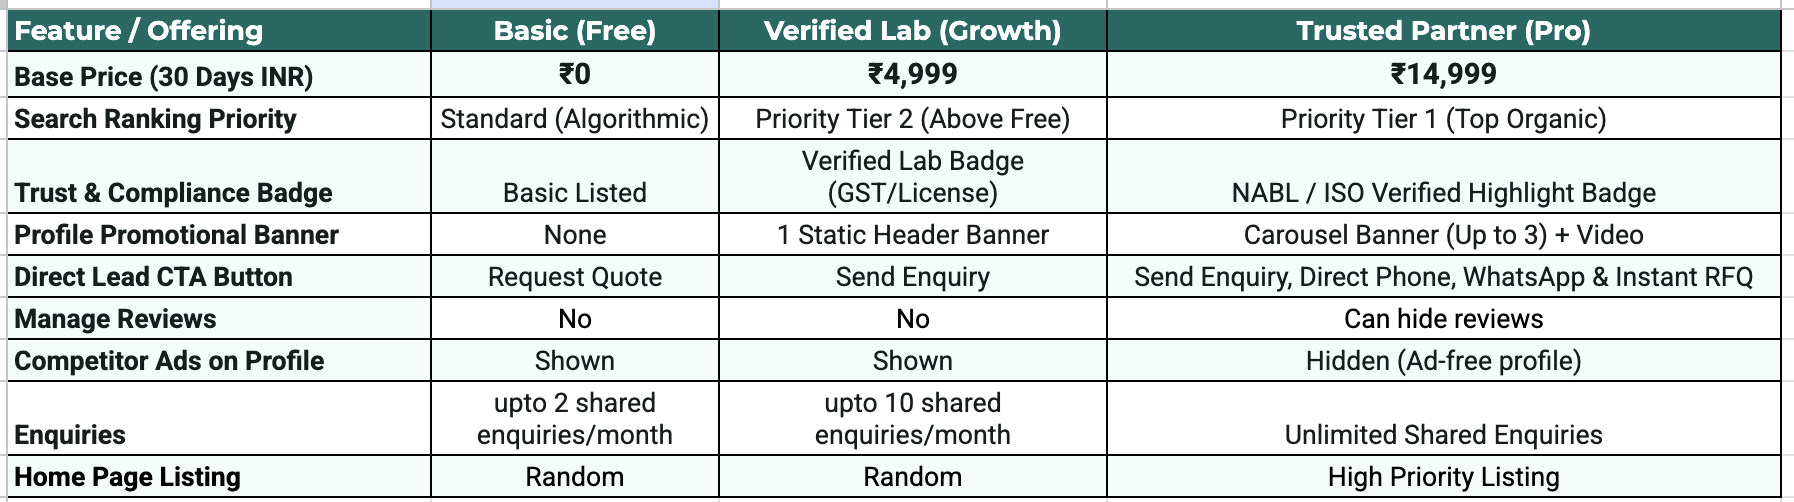 Feature / Offering Basic (Free) Verified Lab (Growth) Trusted Partner (Pro)
Base Price (30 Days INR) ₹0 ₹4,999 ₹14,999
Search Ranking Priority Standard (Algorithmic) Priority Tier 2 (Above Free) Priority Tier 1 (Top Organic)
Verified Lab Badge
Trust & Compliance Badge Basic Listed (GST/License) NABL / ISO Verified Highlight Badge
Profile Promotional Banner None 1 Static Header Banner Carousel Banner (Up to 3) + Video
Direct Lead CTA Button Request Quote Send Enquiry Send Enquiry, Direct Phone, WhatsApp & Instant RFQ
Manage Reviews No No Can hide reviews
Competitor Ads on Profile Shown Shown Hidden (Ad-free profile)
upto 2 shared upto 10 shared
Enquiries enquiries/month enquiries/month Unlimited Shared Enquiries
Home Page Listing Random Random High Priority Listing